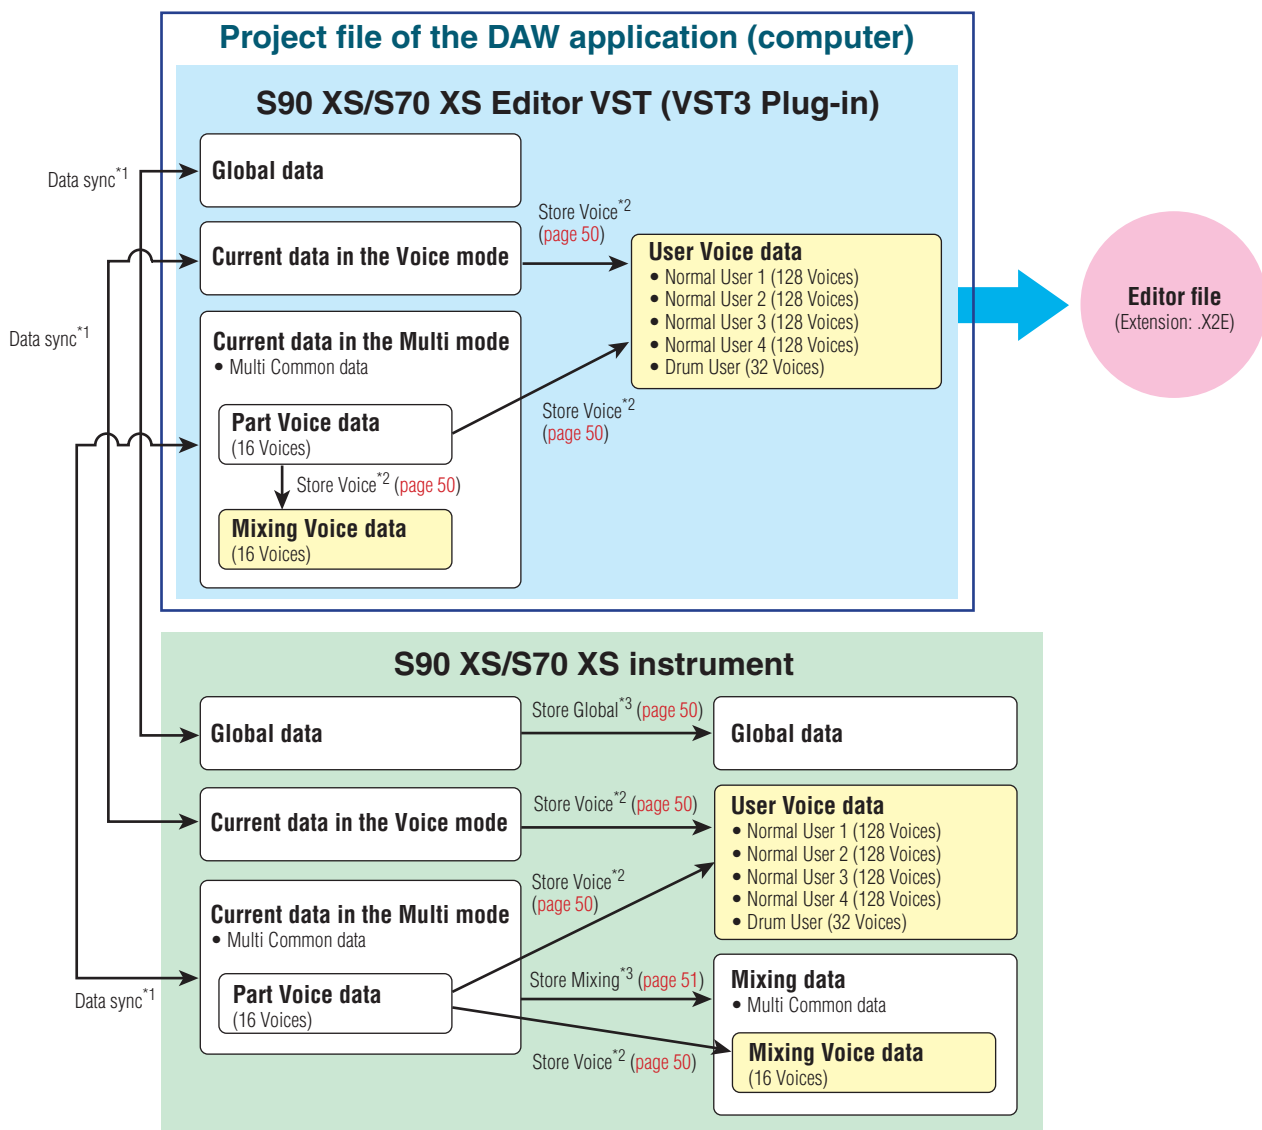 Project file of the DAW application (computer)
S90 XS/S70 XS Editor VST (VST3 Plug-in)
Data sync*1
Global data
Store Voice*2
(page 50)
Current data in the Voice mode
User Voice data
• Normal User 1 (128 Voices)
• Normal User 2 (128 Voices)
• Normal User 3 (128 Voices)
• Normal User 4 (128 Voices)
• Drum User (32 Voices)
Editor file
(Extension: .X2E)
Data sync*1
Current data in the Multi mode
• Multi Common data
Part Voice data
(16 Voices)
Store Voice*2
(page 50)
Store Voice*2 (page 50)
Mixing Voice data
(16 Voices)
S90 XS/S70 XS instrument
Global data
Store Global*3 (page 50)
Global data
Current data in the Voice mode
Store Voice*2 (page 50)
User Voice data
• Normal User 1 (128 Voices)
• Normal User 2 (128 Voices)
• Normal User 3 (128 Voices)
• Normal User 4 (128 Voices)
• Drum User (32 Voices)
Store Voice*2
(page 50)
Current data in the Multi mode
• Multi Common data
Data sync*1
Part Voice data
(16 Voices)
Store Mixing*3 (page 51)
Mixing data
• Multi Common data
Store Voice*2 (page 50)
Mixing Voice data
(16 Voices)